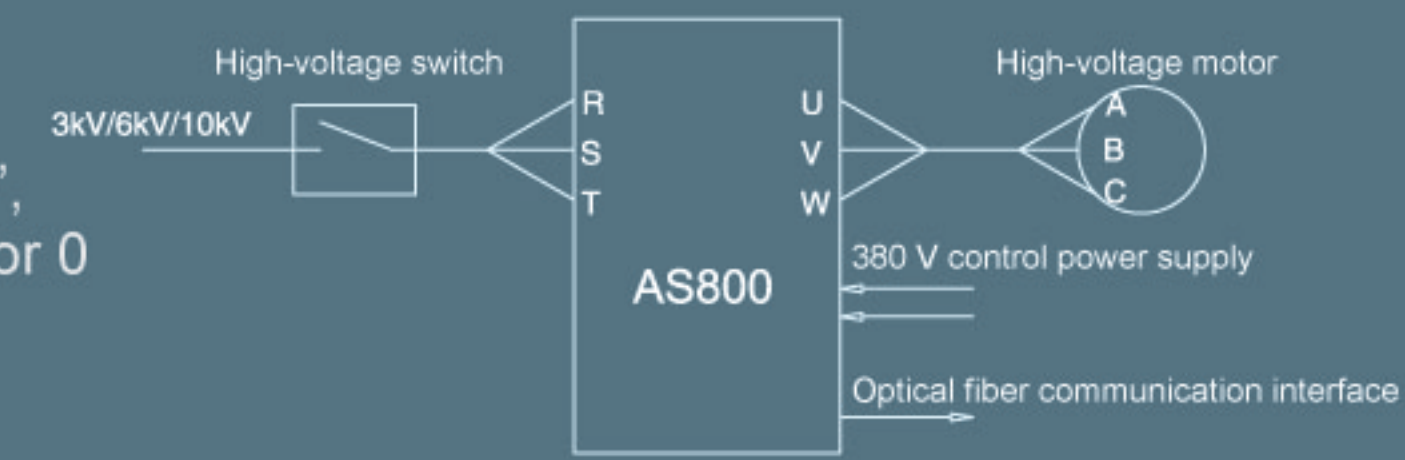 High-voltage switch
High-voltage motor
3kV/6kV/10kV
,
,
or 0
R
S
T
U
V
W
A
B
C
AS800
380 V control power supply
Optical fiber communication interface